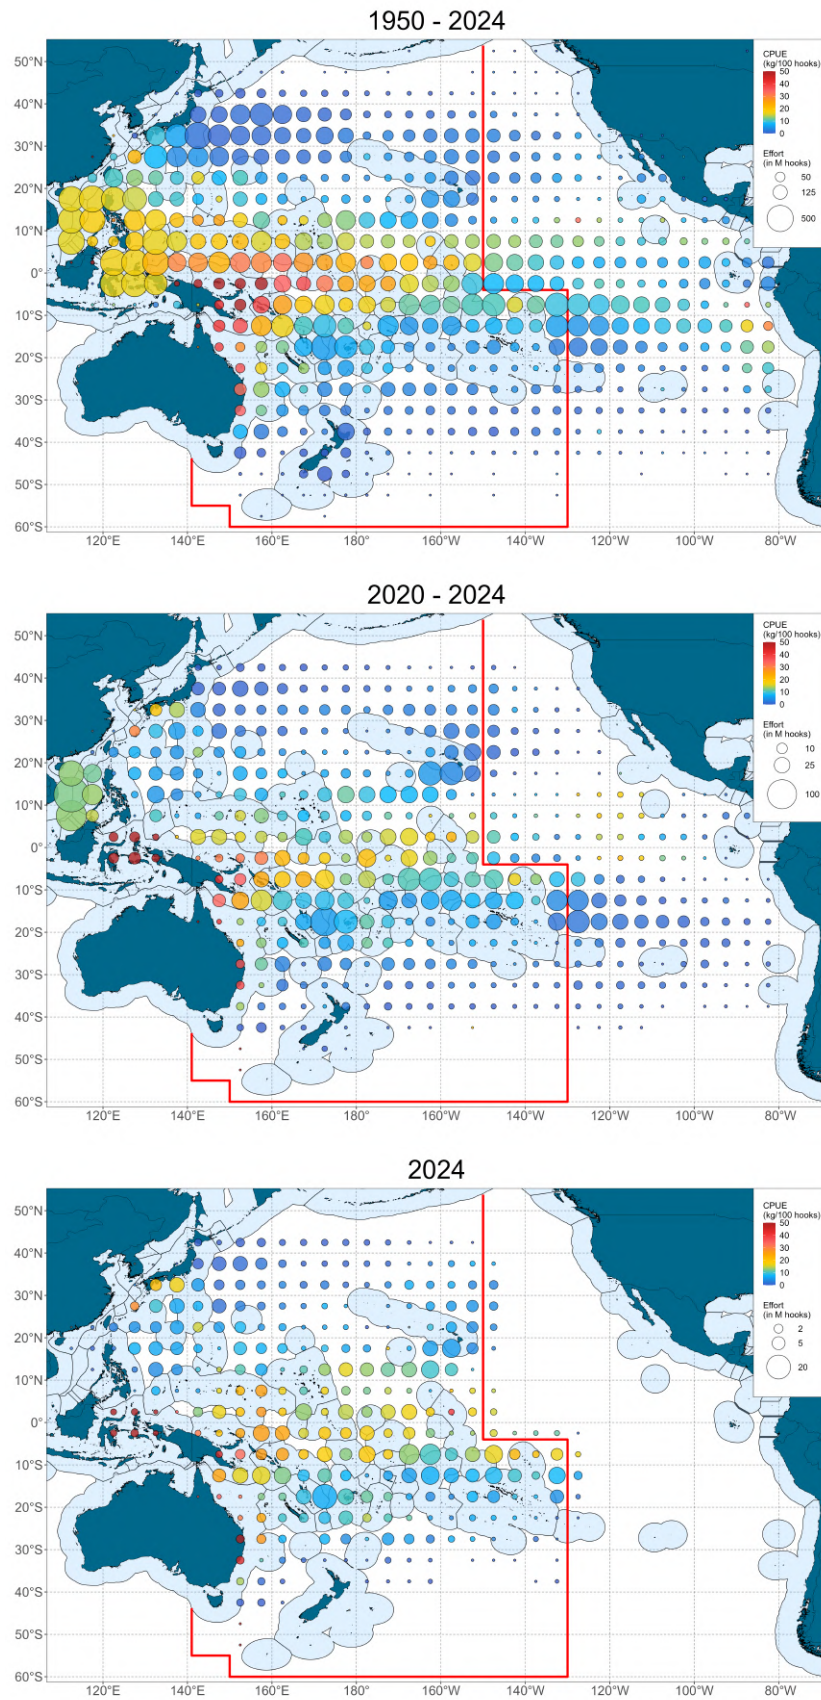 1950 - 2024
50°N
40°N
30°N
20°N
10°N
0°
10°S
20°S
30°S
40°S
50°S
60°S
120°E
140°E
160°E
180°
160°W
140°W
120°W
100°W
80°W
CPUE
(kg/100 hooks)
50
40
30
20
10
0
Effort
(in M hooks)
50
125
500
2020 - 2024
50°N
40°N
30°N
20°N
10°N
0°
10°S
20°S
30°S
40°S
50°S
60°S
120°E
140°E
160°E
180°
160°W
140°W
120°W
100°W
80°W
CPUE
(kg/100 hooks)
50
40
30
20
10
0
Effort
(in M hooks)
10
25
100
2024
50°N
40°N
30°N
20°N
10°N
0°
10°S
20°S
30°S
40°S
50°S
60°S
120°E
140°E
160°E
180°
160°W
140°W
120°W
100°W
80°W
CPUE
(kg/100 hooks)
50
40
30
20
10
0
Effort
(in M hooks)
2
5
20